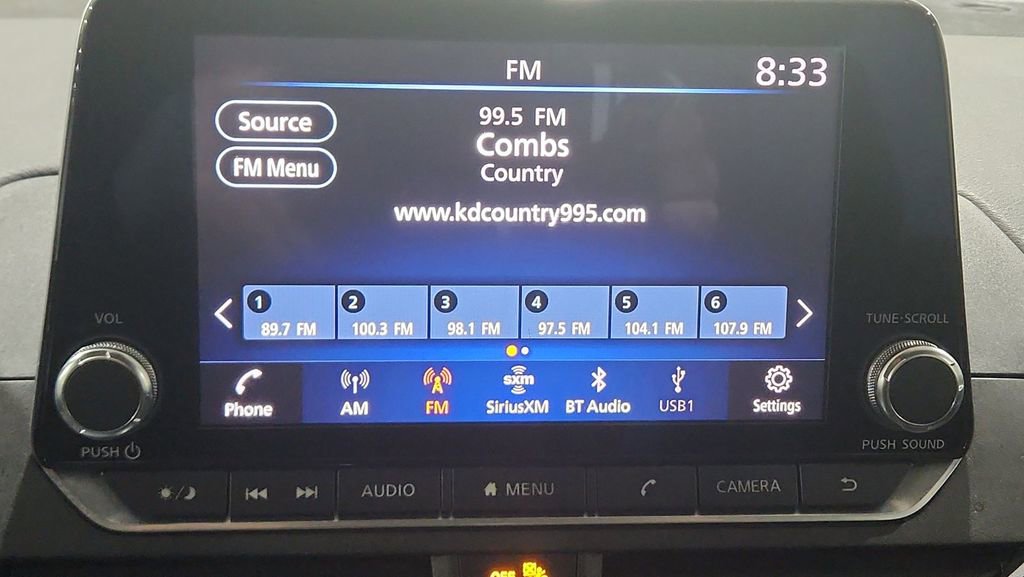 FM 8:33
Source
FM Menu
99.5 FM
Combs
Country
www.kdcountry995.com
1 2 3 4 5 6
89.7 FM 100.3 FM 98.1 FM 97.5 FM 104.1 FM 107.9 FM
VOL
TUNE·SCROLL
sxm
Phone AM FM SiriusXM BT Audio USB1 Settings
PUSH
PUSH SOUND
AUDIO MENU CAMERA
OFF